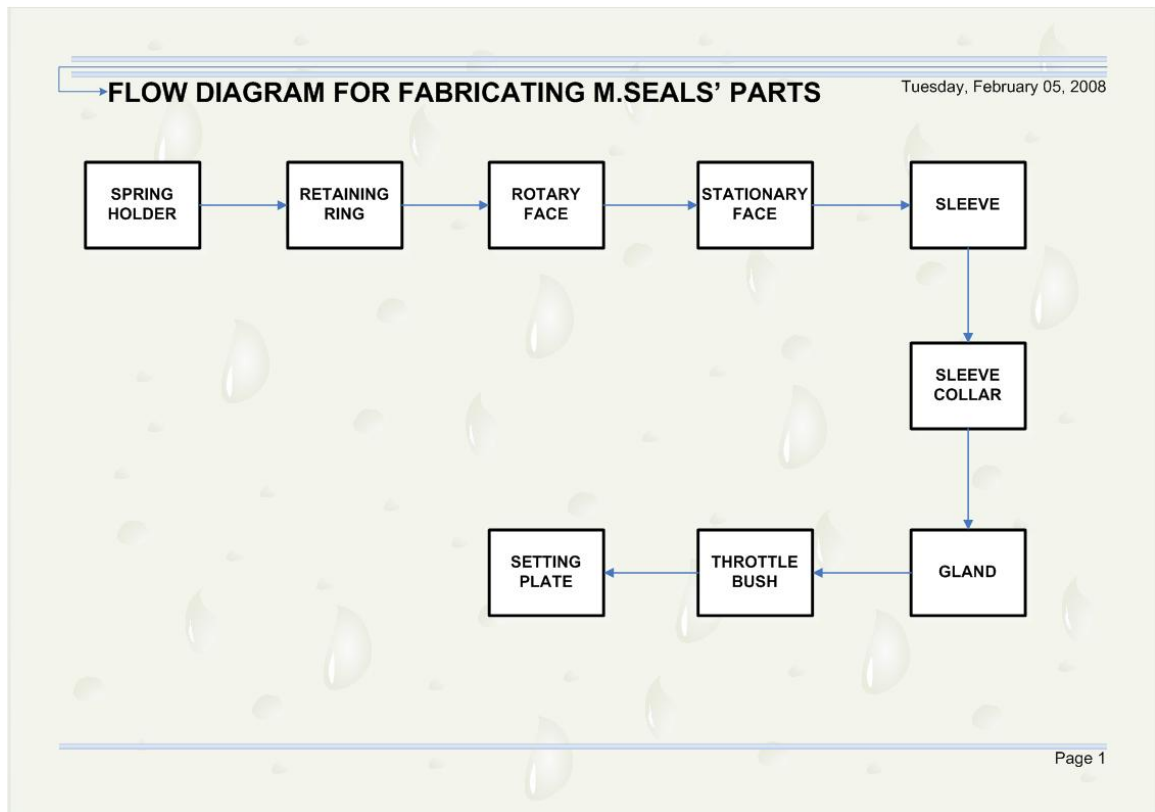 FLOW DIAGRAM FOR FABRICATING M.SEALS’ PARTS
Tuesday, February 05, 2008
SPRING
HOLDER
RETAINING
RING
ROTARY
FACE
STATIONARY
FACE
SLEEVE
SLEEVE
COLLAR
GLAND
THROTTLE
BUSH
SETTING
PLATE
Page 1